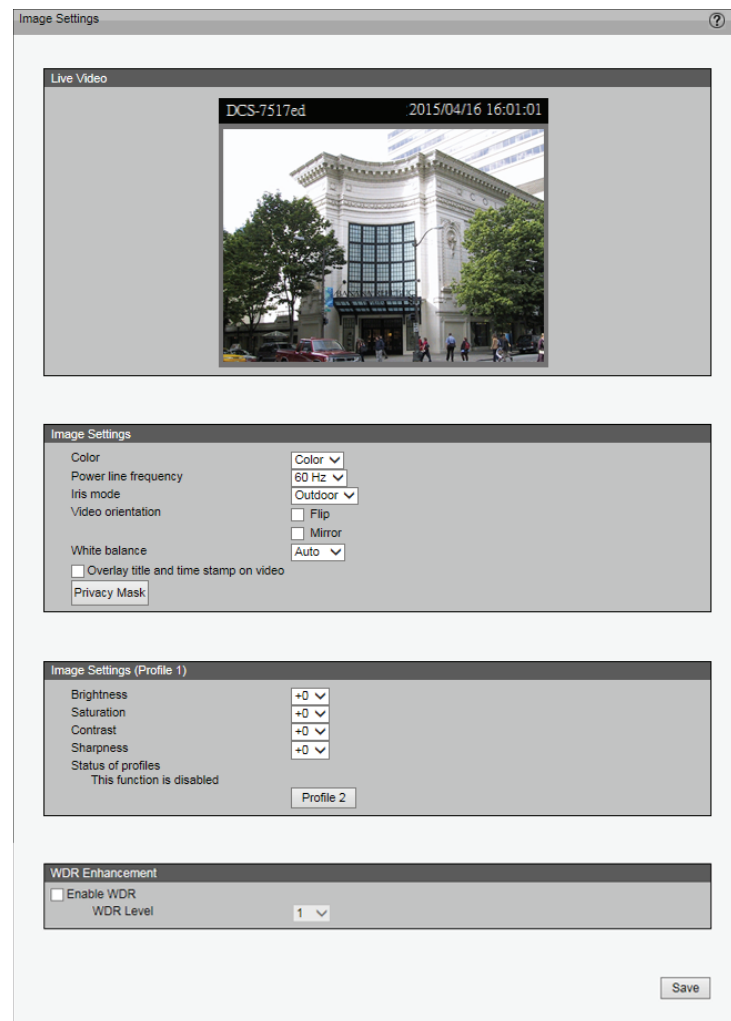 Image Settings
Live Video
DCS-7517ed 2015/04/16 16:01:01
Image Settings
Color Color
Power line frequency 60 Hz
Iris mode Outdoor
Video orientation Flip
Mirror
White balance Auto
Overlay title and time stamp on video
Privacy Mask
Image Settings (Profile 1)
Brightness +0
Saturation +0
Contrast +0
Sharpness +0
Status of profiles
This function is disabled
Profile 2
WDR Enhancement
Enable WDR
WDR Level 1
Save